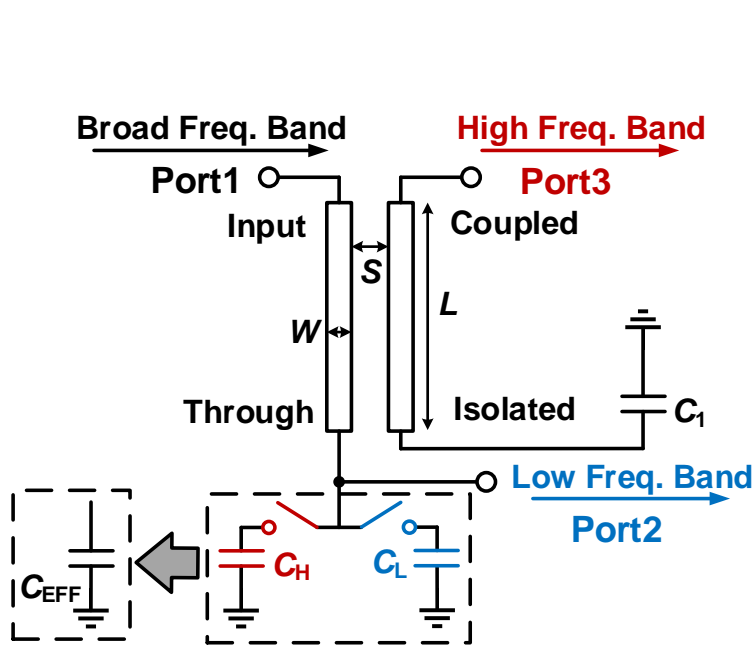 Broad Freq. Band
High Freq. Band
Port1
Port3
Input
Coupled
S
L
W
Through
Isolated
C1
Low Freq. Band
Port2
CEFF
CH
CL